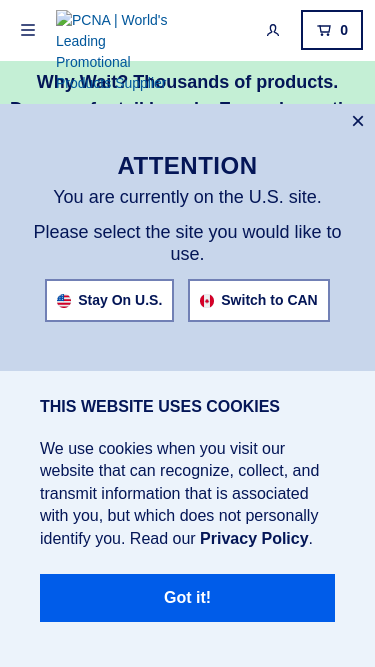 PCNA | World's
Leading
Promotional
Products Supplier
0
Why Wait? Thousands of products.
ATTENTION
You are currently on the U.S. site.
Please select the site you would like to
use.
Stay On U.S.
Switch to CAN
THIS WEBSITE USES COOKIES
We use cookies when you visit our
website that can recognize, collect, and
transmit information that is associated
with you, but which does not personally
identify you. Read our Privacy Policy.
Got it!